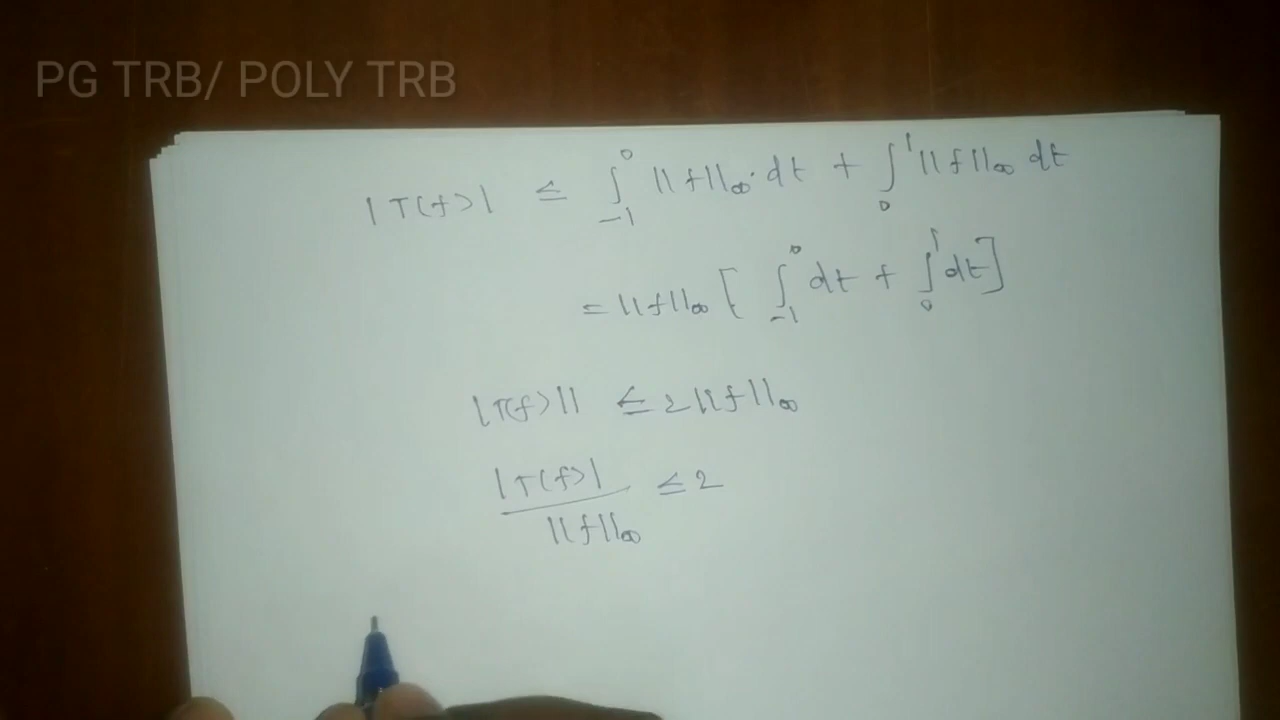 PG TRB/ POLY TRB
|T(f)| ≤ ∫_{-1}^{0} ||f||_∞ · dt + ∫_{0}^{1} ||f||_∞ dt
= ||f||_∞ [ ∫_{-1}^{0} dt + ∫_{0}^{1} dt ]
|T(f)|| ≤ 2||f||_∞
|T(f)| / ||f||_∞ ≤ 2